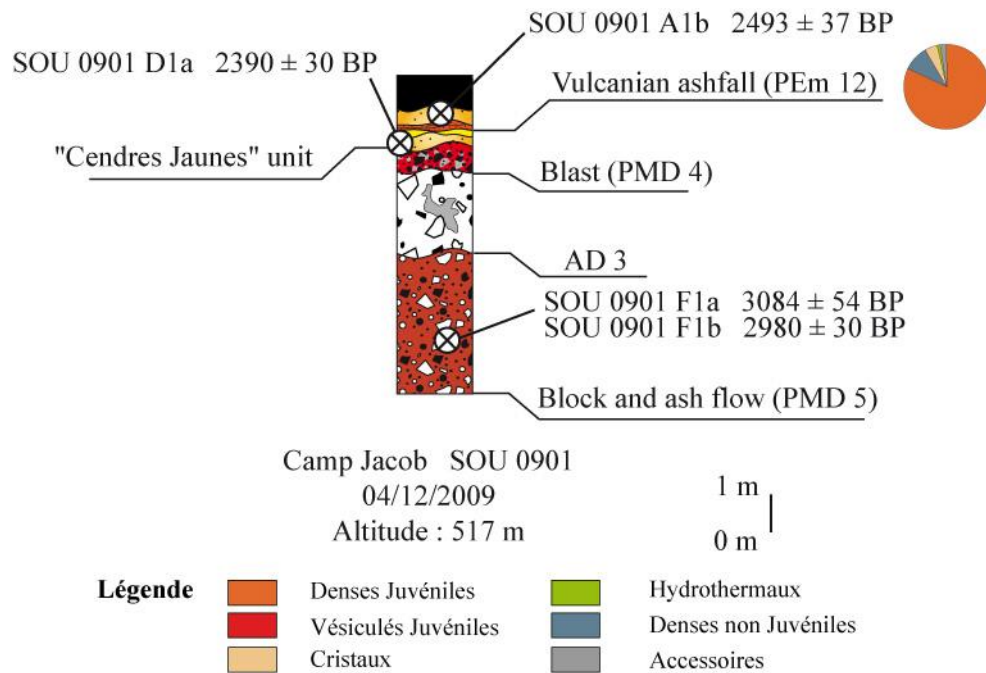 SOU 0901 A1b 2493 ± 37 BP
SOU 0901 D1a 2390 ± 30 BP
Vulcanian ashfall (PEm 12)
"Cendres Jaunes" unit
Blast (PMD 4)
AD 3
SOU 0901 F1a 3084 ± 54 BP
SOU 0901 F1b 2980 ± 30 BP
Block and ash flow (PMD 5)
Camp Jacob SOU 0901
04/12/2009
Altitude : 517 m
1 m
0 m
Légende
Denses Juvéniles
Vésiculés Juvéniles
Cristaux
Hydrothermaux
Denses non Juvéniles
Accessoires